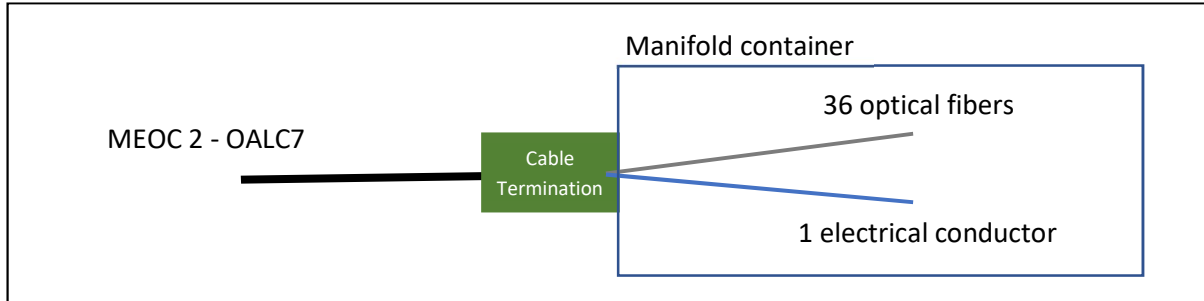 Manifold container
36 optical fibers
MEOC 2 - OALC7
Cable
Termination
1 electrical conductor